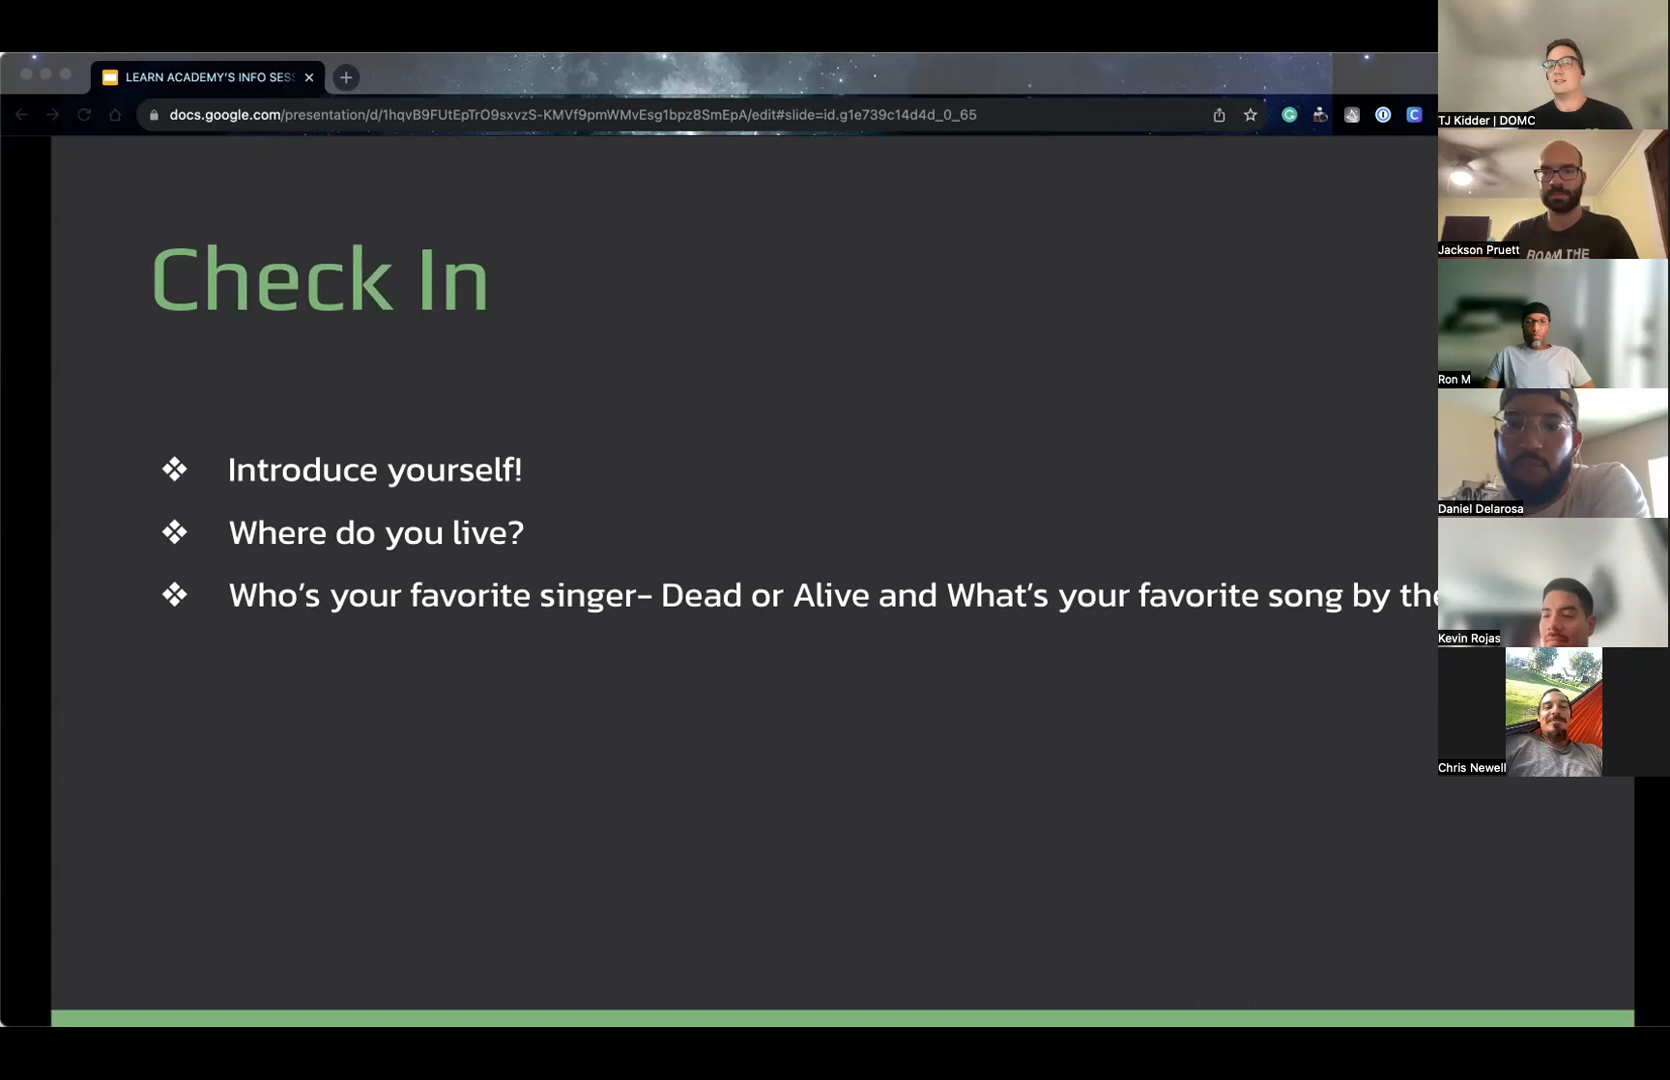 LEARN ACADEMY'S INFO SES
docs.google.com/presentation/d/1hqvB9FUtEpTrO9sxvzS-KMVf9pmWMvEsg1bpz8SmEpA/edit#slide=id.g1e739c14d4d_0_65
Check In
❖ Introduce yourself!
❖ Where do you live?
❖ Who's your favorite singer- Dead or Alive and What's your favorite song by the
TJ Kidder | DOMC
ROAM THE
Jackson Pruett
Ron M
Daniel Delarosa
Kevin Rojas
Chris Newell